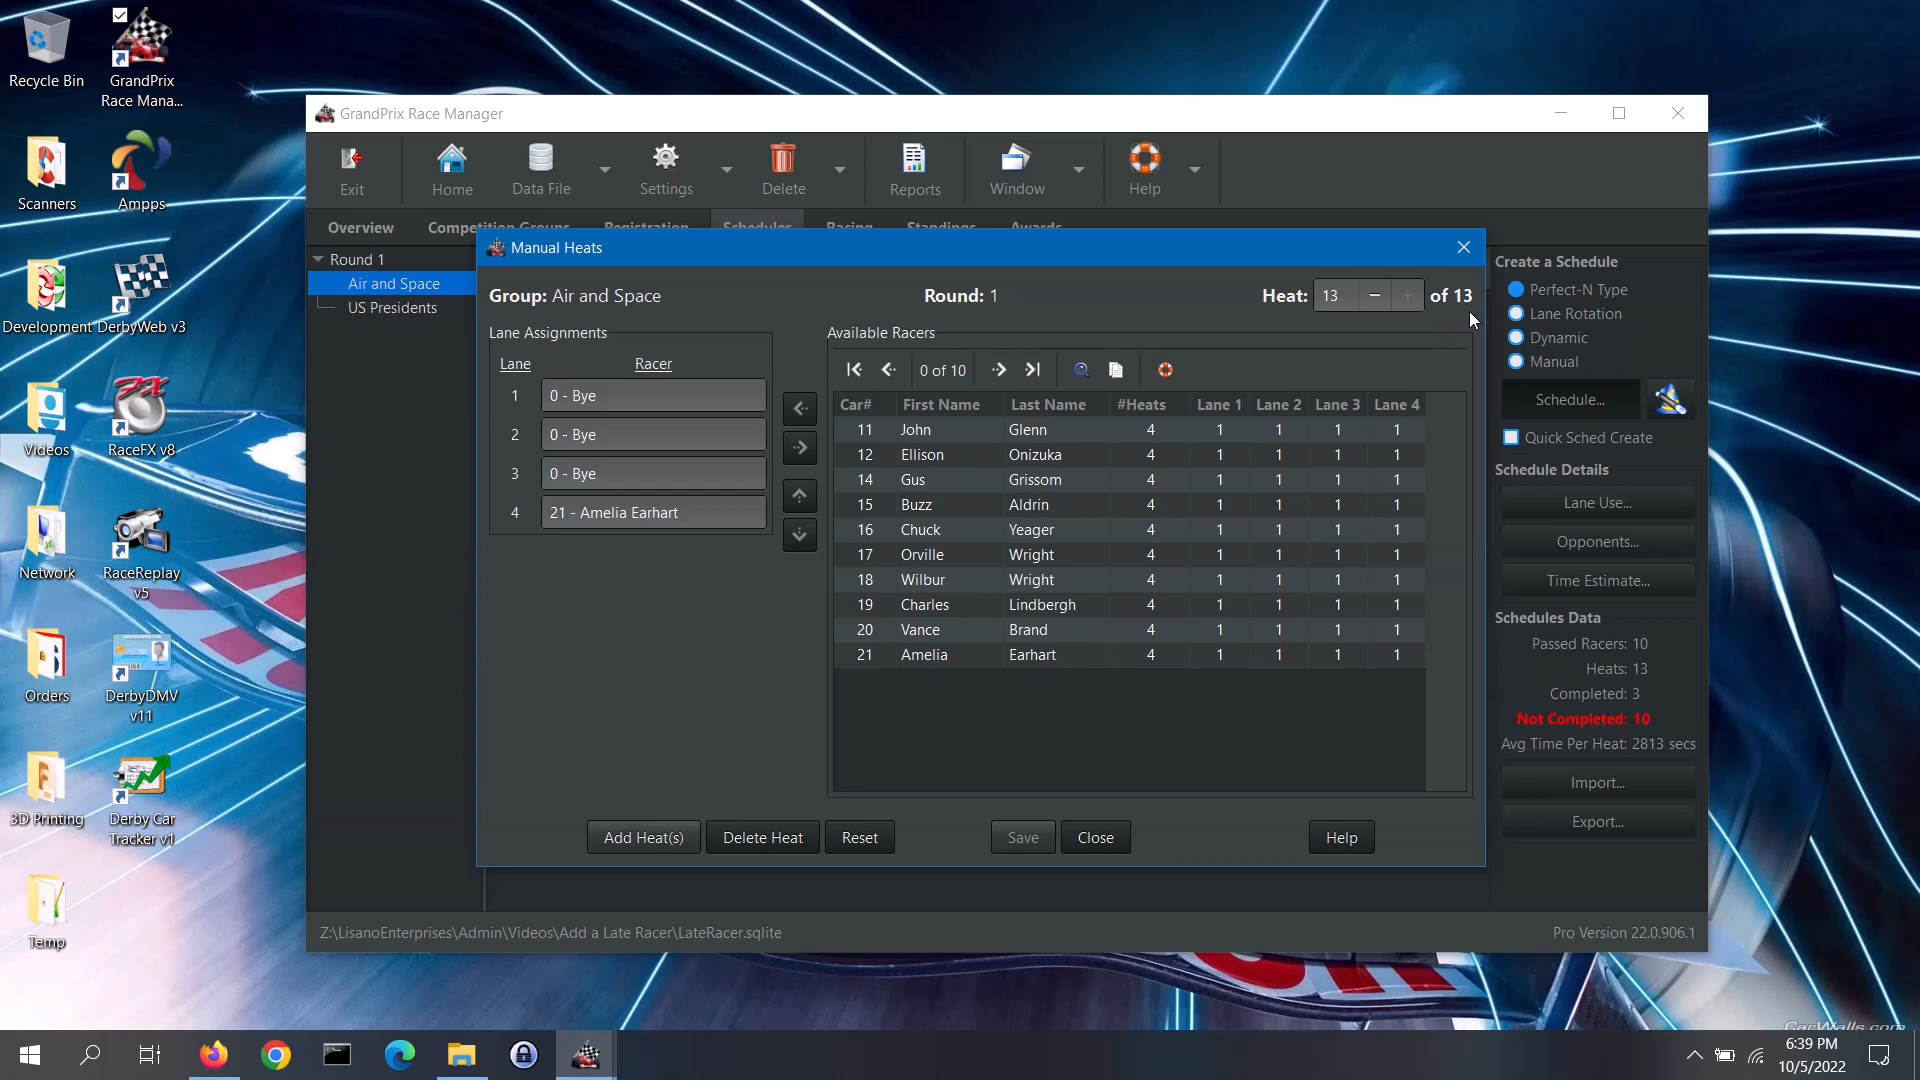 Recycle Bin
GrandPrix
Race Mana...
Scanners
Ampps
Development
DerbyWeb v3
Videos
RaceFX v8
Network
RaceReplay
v5
Orders
DerbyDMV
v11
3D Printing
Derby Car
Tracker v1
Temp
GrandPrix Race Manager
Exit
Home
Data File
Settings
Delete
Reports
Window
Help
Overview
Competition Groups
Registration
Schedules
Racing
Standings
Awards
Round 1
Air and Space
US Presidents
Manual Heats
Group: Air and Space
Round: 1
Heat: 13 of 13
Lane Assignments
Lane Racer
1 0 - Bye
2 0 - Bye
3 0 - Bye
4 21 - Amelia Earhart
Available Racers
0 of 10
Car# First Name Last Name #Heats Lane 1 Lane 2 Lane 3 Lane 4
11 John Glenn 4 1 1 1 1
12 Ellison Onizuka 4 1 1 1 1
14 Gus Grissom 4 1 1 1 1
15 Buzz Aldrin 4 1 1 1 1
16 Chuck Yeager 4 1 1 1 1
17 Orville Wright 4 1 1 1 1
18 Wilbur Wright 4 1 1 1 1
19 Charles Lindbergh 4 1 1 1 1
20 Vance Brand 4 1 1 1 1
21 Amelia Earhart 4 1 1 1 1
Add Heat(s)
Delete Heat
Reset
Save
Close
Help
Create a Schedule
Perfect-N Type
Lane Rotation
Dynamic
Manual
Schedule...
Quick Sched Create
Schedule Details
Lane Use...
Opponents...
Time Estimate...
Schedules Data
Passed Racers: 10
Heats: 13
Completed: 3
Not Completed: 10
Avg Time Per Heat: 2813 secs
Import...
Export...
Z:\LisanoEnterprises\Admin\Videos\Add a Late Racer\LateRacer.sqlite
Pro Version 22.0.906.1
CarWalls.com
6:39 PM
10/5/2022